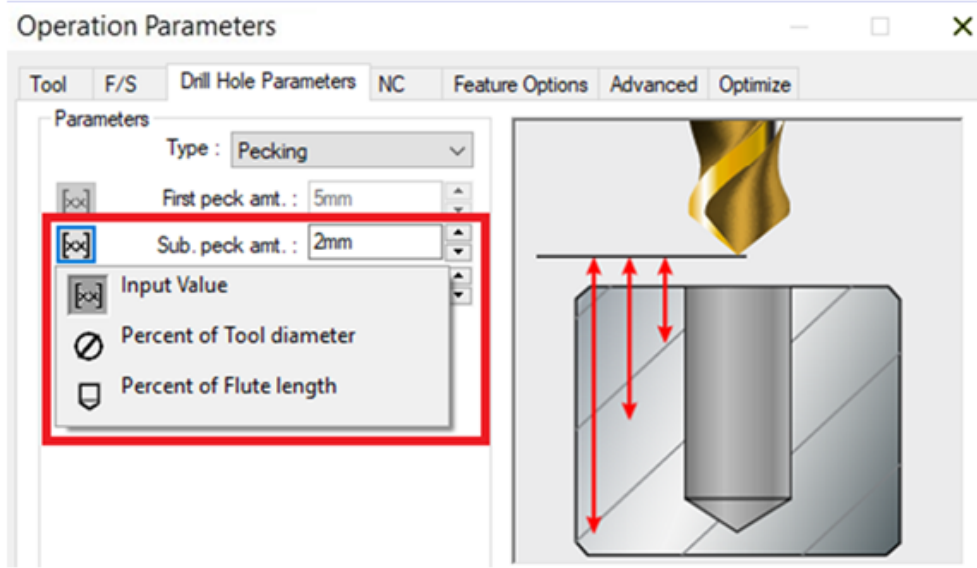 Operation Parameters
Tool F/S Drill Hole Parameters NC Feature Options Advanced Optimize
Parameters
Type : Pecking
First peck amt. : 5mm
Sub. peck amt. : 2mm
Input Value
Percent of Tool diameter
Percent of Flute length